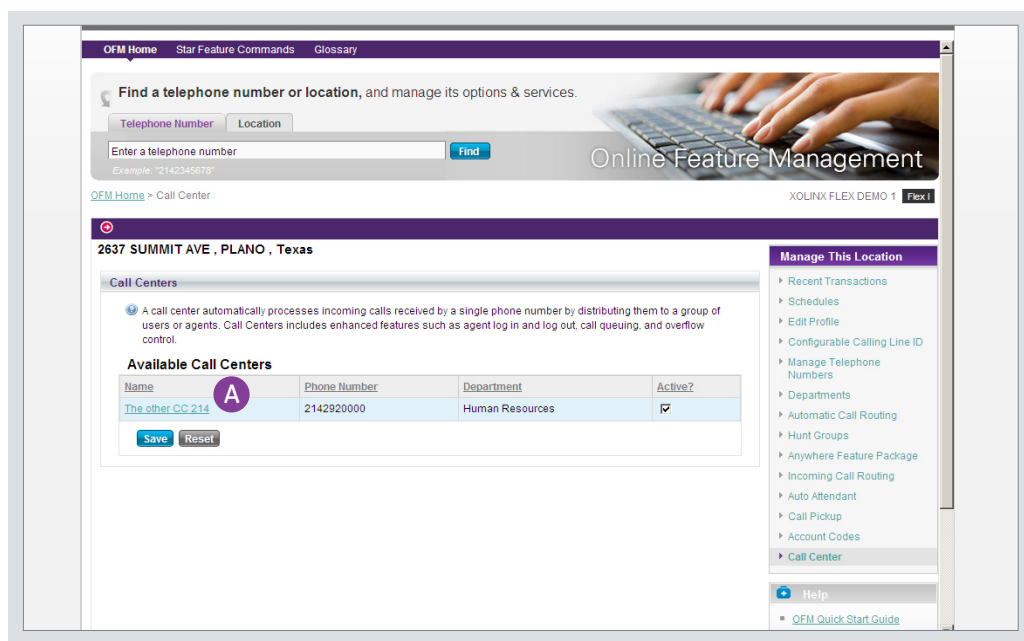 OFM Home Star Feature Commands Glossary
Find a telephone number or location, and manage its options & services.
Telephone Number Location
Enter a telephone number Find
Example: "2142345678"
Online Feature Management
OFM Home > Call Center
XOLINX FLEX DEMO 1 Flex I
2637 SUMMIT AVE , PLANO , Texas
Call Centers
A call center automatically processes incoming calls received by a single phone number by distributing them to a group of
users or agents. Call Centers includes enhanced features such as agent log in and log out, call queuing, and overflow
control.
Available Call Centers
Name Phone Number Department Active?
A
The other CC 214 2142920000 Human Resources
Save Reset
Manage This Location
Recent Transactions
Schedules
Edit Profile
Configurable Calling Line ID
Manage Telephone
Numbers
Departments
Automatic Call Routing
Hunt Groups
Anywhere Feature Package
Incoming Call Routing
Auto Attendant
Call Pickup
Account Codes
Call Center
Help
OFM Quick Start Guide